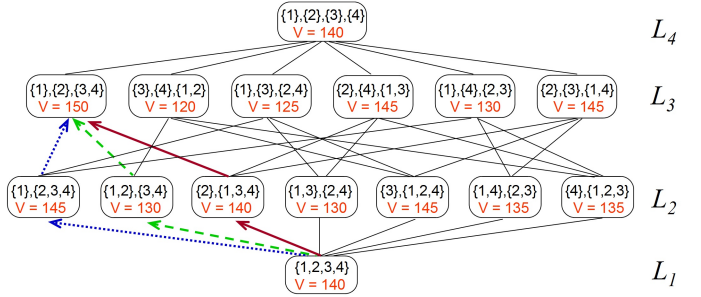 {1},{2},{3},{4}
V = 140
L4
{1},{2},{3,4}
V = 150
{3},{4},{1,2}
V = 120
{1},{3},{2,4}
V = 125
{2},{4},{1,3}
V = 145
{1},{4},{2,3}
V = 130
{2},{3},{1,4}
V = 145
L3
{1},{2,3,4}
V = 145
{1,2},{3,4}
V = 130
{2},{1,3,4}
V = 140
{1,3},{2,4}
V = 130
{3},{1,2,4}
V = 145
{1,4},{2,3}
V = 135
{4},{1,2,3}
V = 135
L2
{1,2,3,4}
V = 140
L1